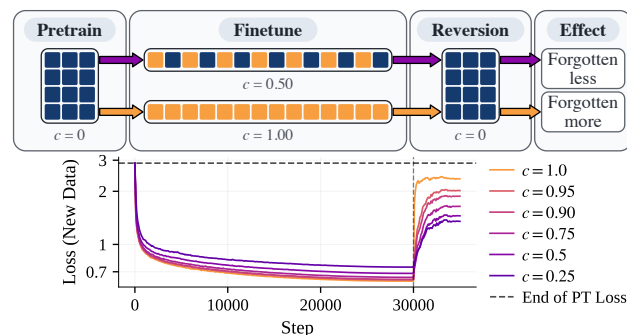 Pretrain
Finetune
Reversion
Effect
c = 0.50
Forgotten
less
Forgotten
more
c = 0
c = 1.00
c = 0
Loss (New Data)
3
2
1
0.7
0
10000
20000
30000
Step
c = 1.0
c = 0.95
c = 0.90
c = 0.75
c = 0.5
c = 0.25
End of PT Loss